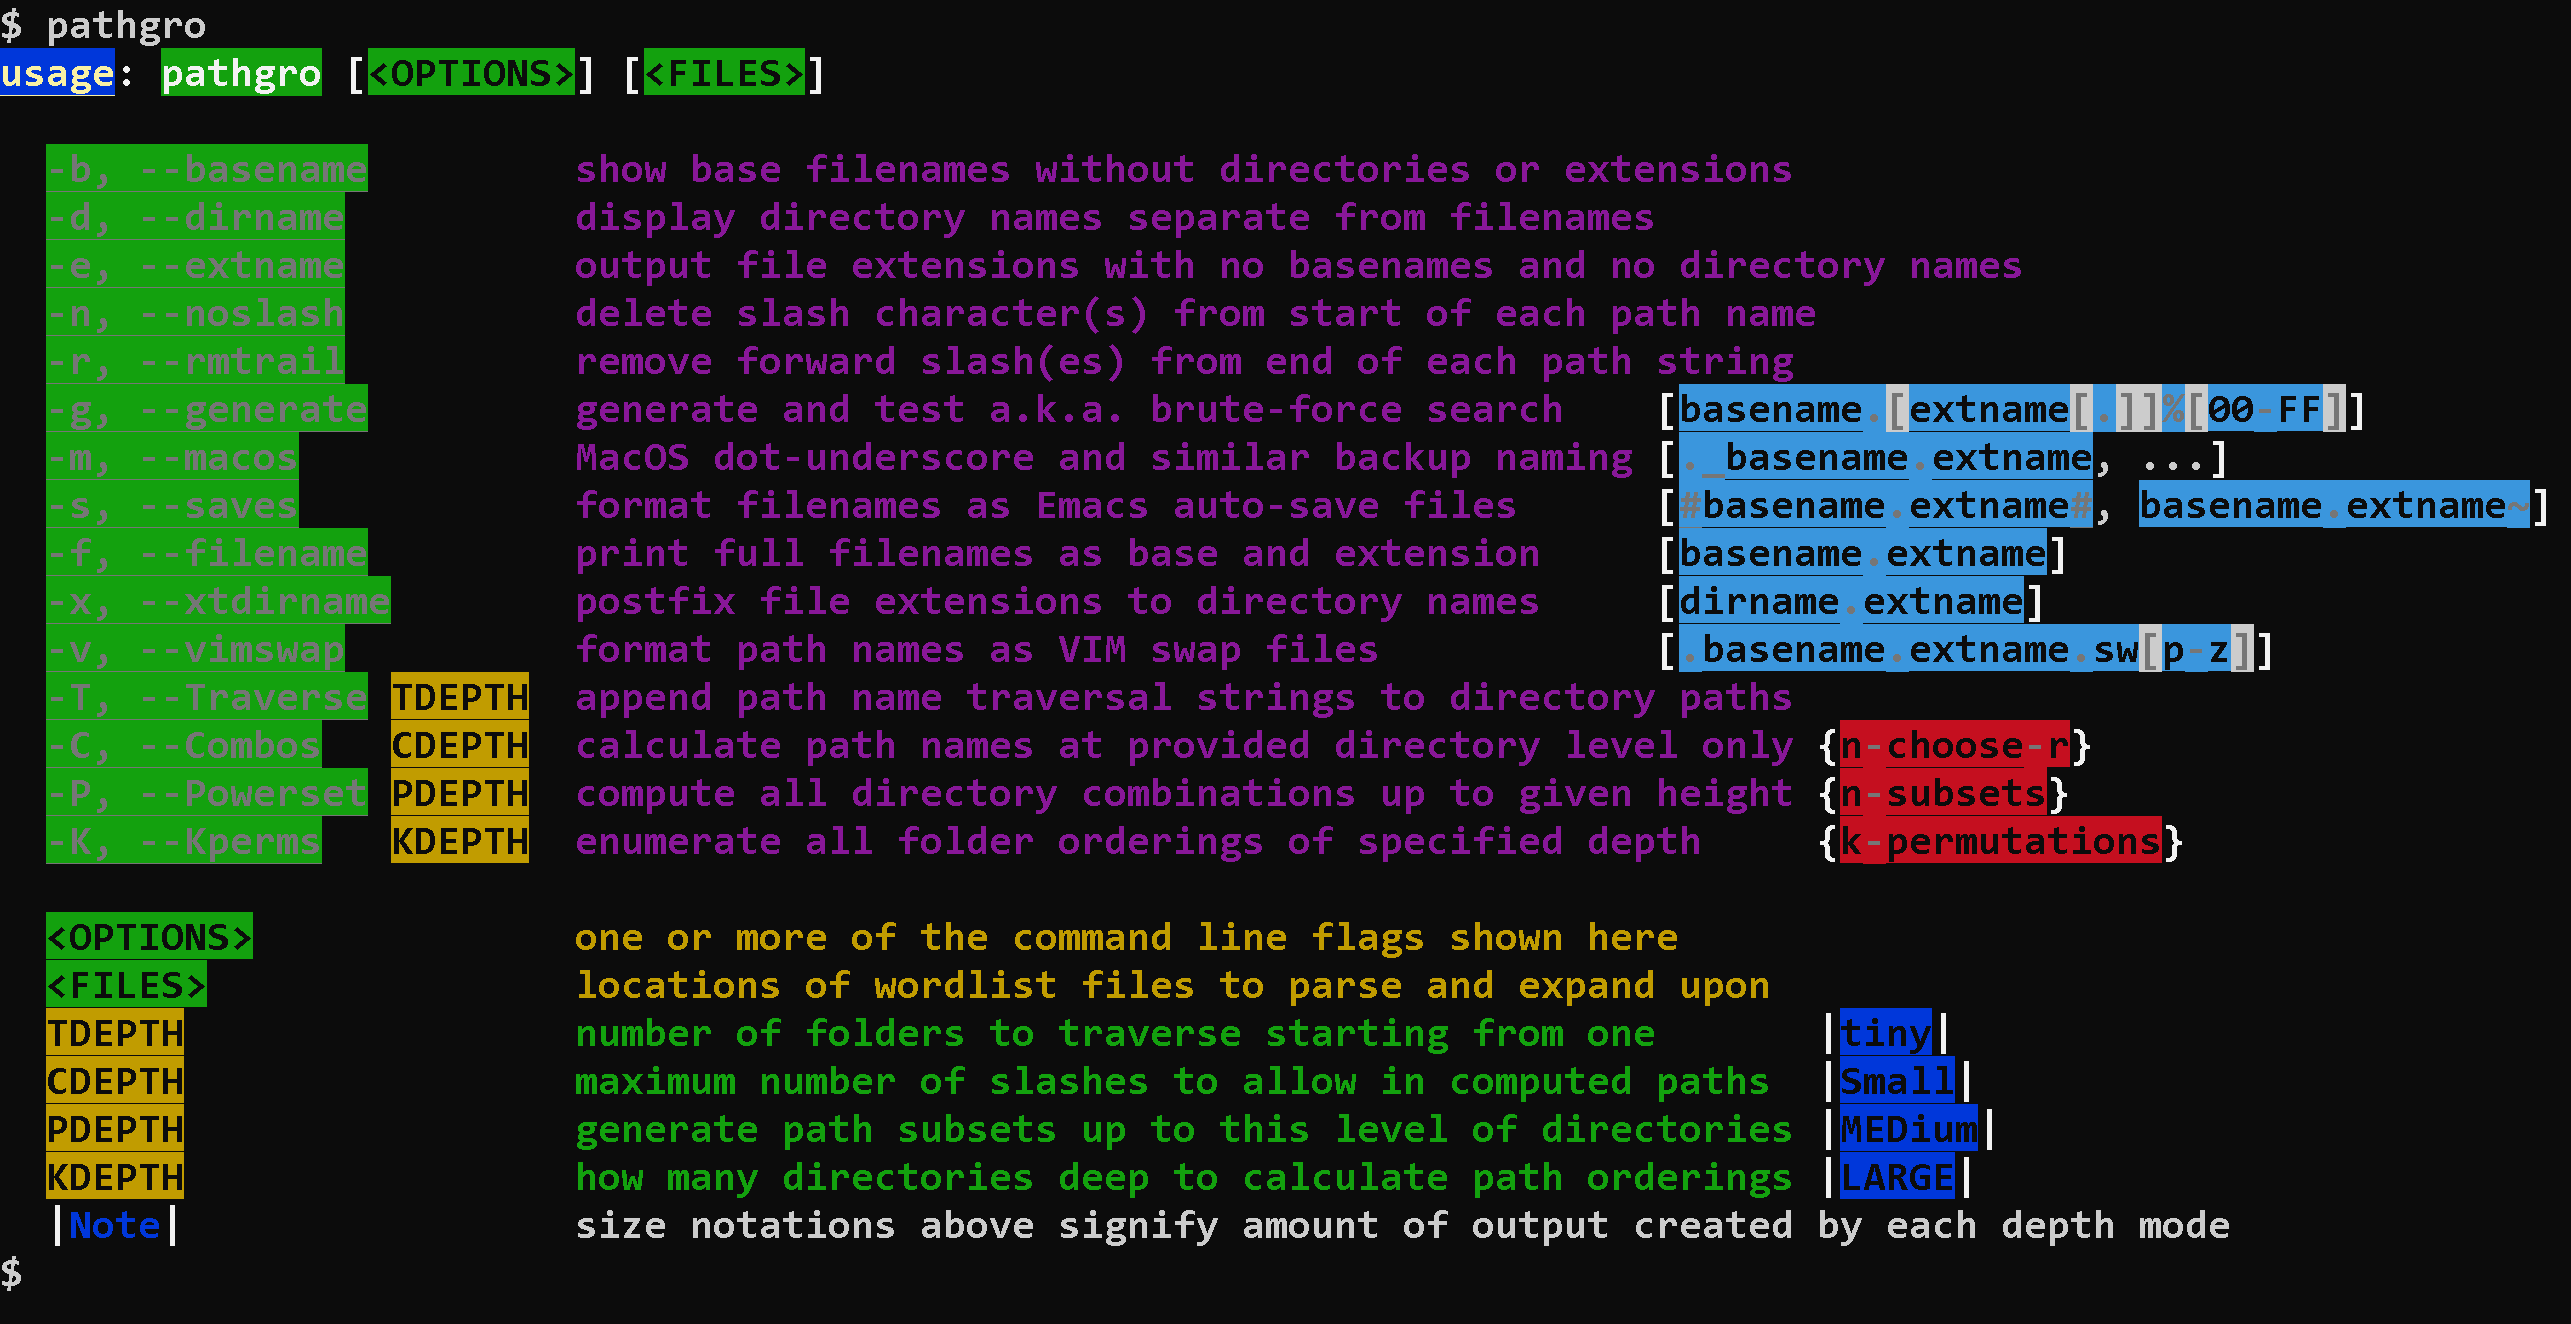 $ pathgro
usage: pathgro [<OPTIONS>] [<FILES>]
-b, --basename show base filenames without directories or extensions
-d, --dirname display directory names separate from filenames
-e, --extname output file extensions with no basenames and no directory names
-n, --noslash delete slash character(s) from start of each path name
-r, --rmtrail remove forward slash(es) from end of each path string
-g, --generate generate and test a.k.a. brute-force search [basename.[extname[.]]%[00-FF]]
-m, --macos MacOS dot-underscore and similar backup naming [._basename.extname, ...]
-s, --saves format filenames as Emacs auto-save files [#basename.extname#, basename.extname~]
-f, --filename print full filenames as base and extension [basename.extname]
-x, --xtdirname postfix file extensions to directory names [dirname.extname]
-v, --vimswap format path names as VIM swap files [.basename.extname.sw[p-z]]
-T, --Traverse TDEPTH append path name traversal strings to directory paths
-C, --Combos CDEPTH calculate path names at provided directory level only {n-choose-r}
-P, --Powerset PDEPTH compute all directory combinations up to given height {n-subsets}
-K, --Kperms KDEPTH enumerate all folder orderings of specified depth {k-permutations}
<OPTIONS> one or more of the command line flags shown here
<FILES> locations of wordlist files to parse and expand upon
TDEPTH number of folders to traverse starting from one |tiny|
CDEPTH maximum number of slashes to allow in computed paths |Small|
PDEPTH generate path subsets up to this level of directories |MEDium|
KDEPTH how many directories deep to calculate path orderings |LARGE|
|Note| size notations above signify amount of output created by each depth mode
$